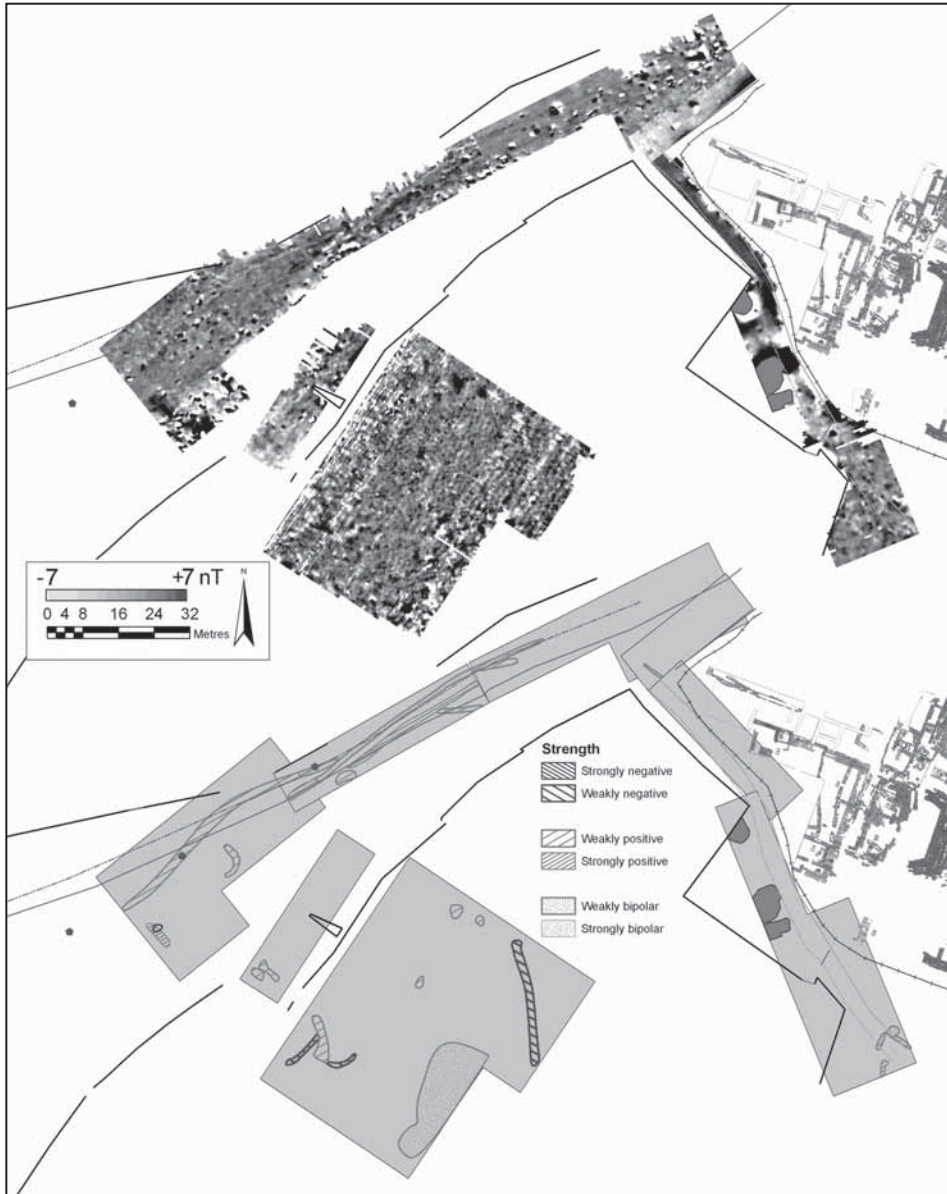 -7 +7 nT
N
0 4 8 16 24 32
Metres
Strength
Strongly negative
Weakly negative
Weakly positive
Strongly positive
Weakly bipolar
Strongly bipolar